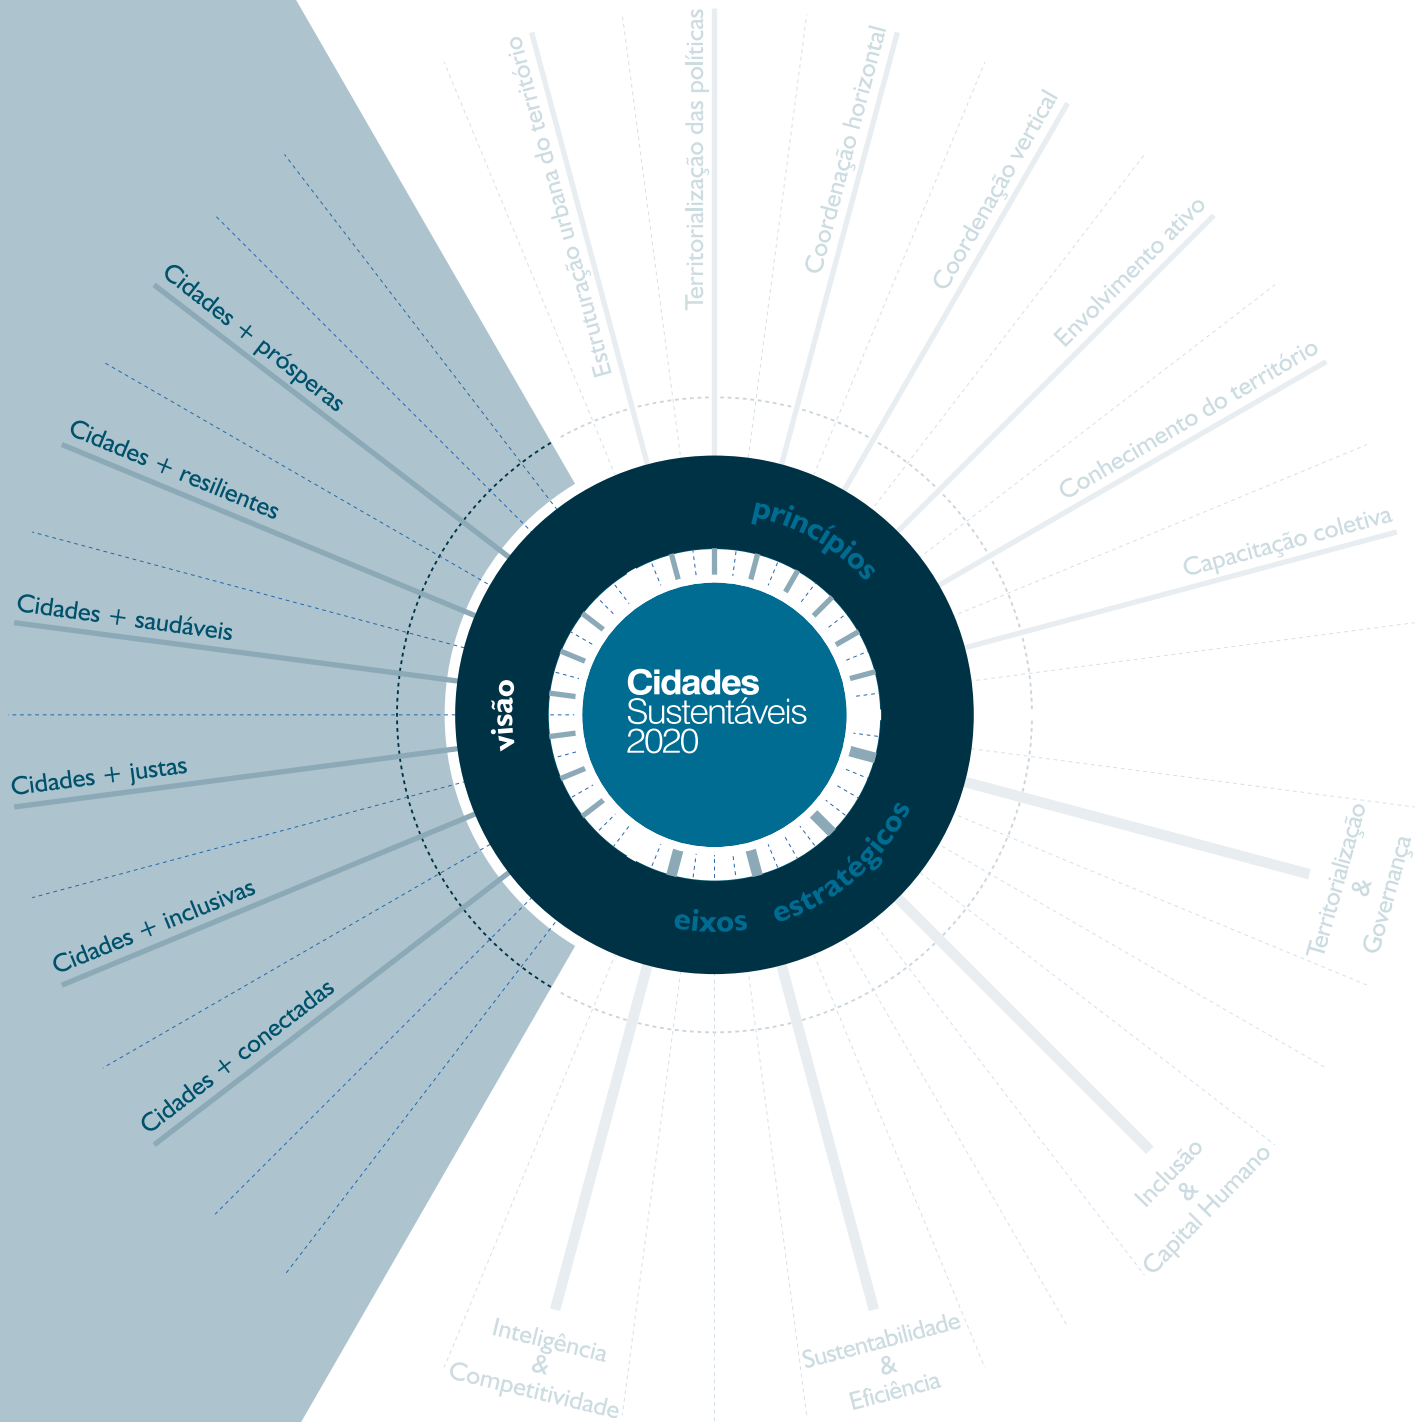 Cidades
Sustentáveis
2020
visão
princípios
eixos estratégicos
Cidades + prósperas
Cidades + resilientes
Cidades + saudáveis
Cidades + justas
Cidades + inclusivas
Cidades + conectadas
Estruturação urbana do território
Territorialização das políticas
Coordenação horizontal
Coordenação vertical
Envolvimento ativo
Conhecimento do território
Capacitação coletiva
Territorialização
&
Governança
Inclusão
&
Capital Humano
Sustentabilidade
&
Eficiência
Inteligência
&
Competitividade